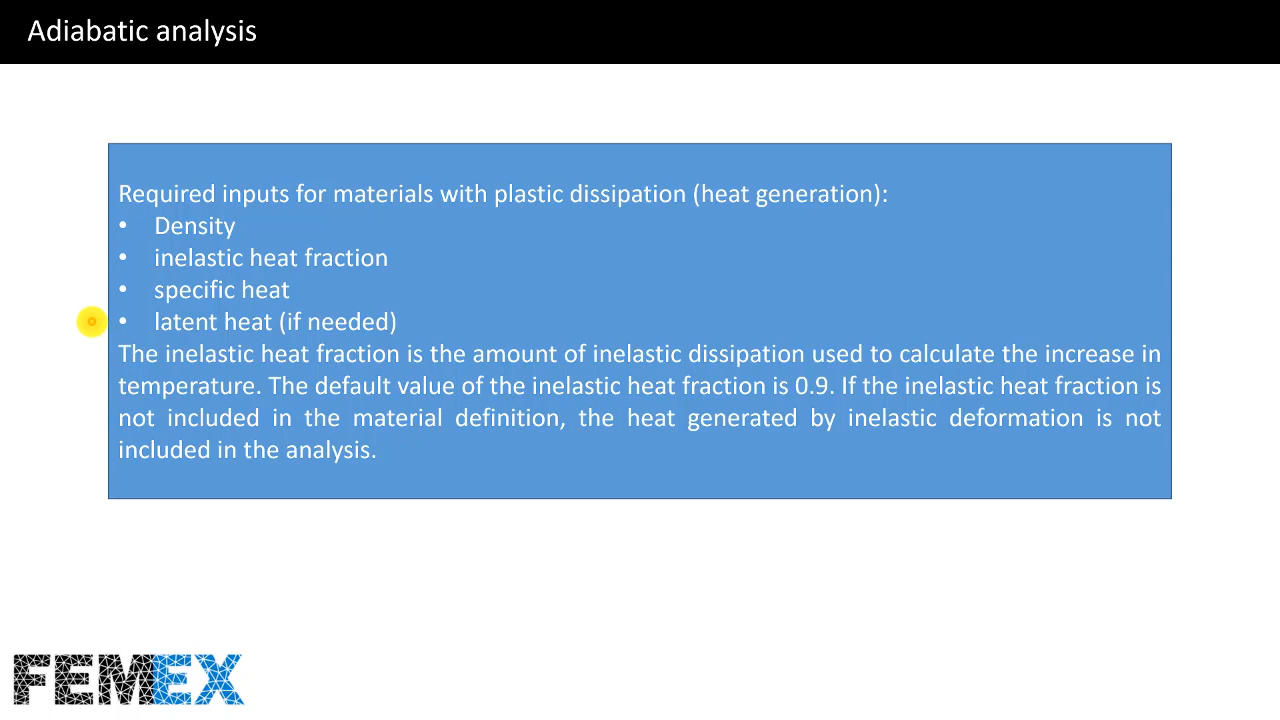 Adiabatic analysis
Required inputs for materials with plastic dissipation (heat generation):
• Density
• inelastic heat fraction
• specific heat
• latent heat (if needed)
The inelastic heat fraction is the amount of inelastic dissipation used to calculate the increase in
temperature. The default value of the inelastic heat fraction is 0.9. If the inelastic heat fraction is
not included in the material definition, the heat generated by inelastic deformation is not
included in the analysis.
FEMEX